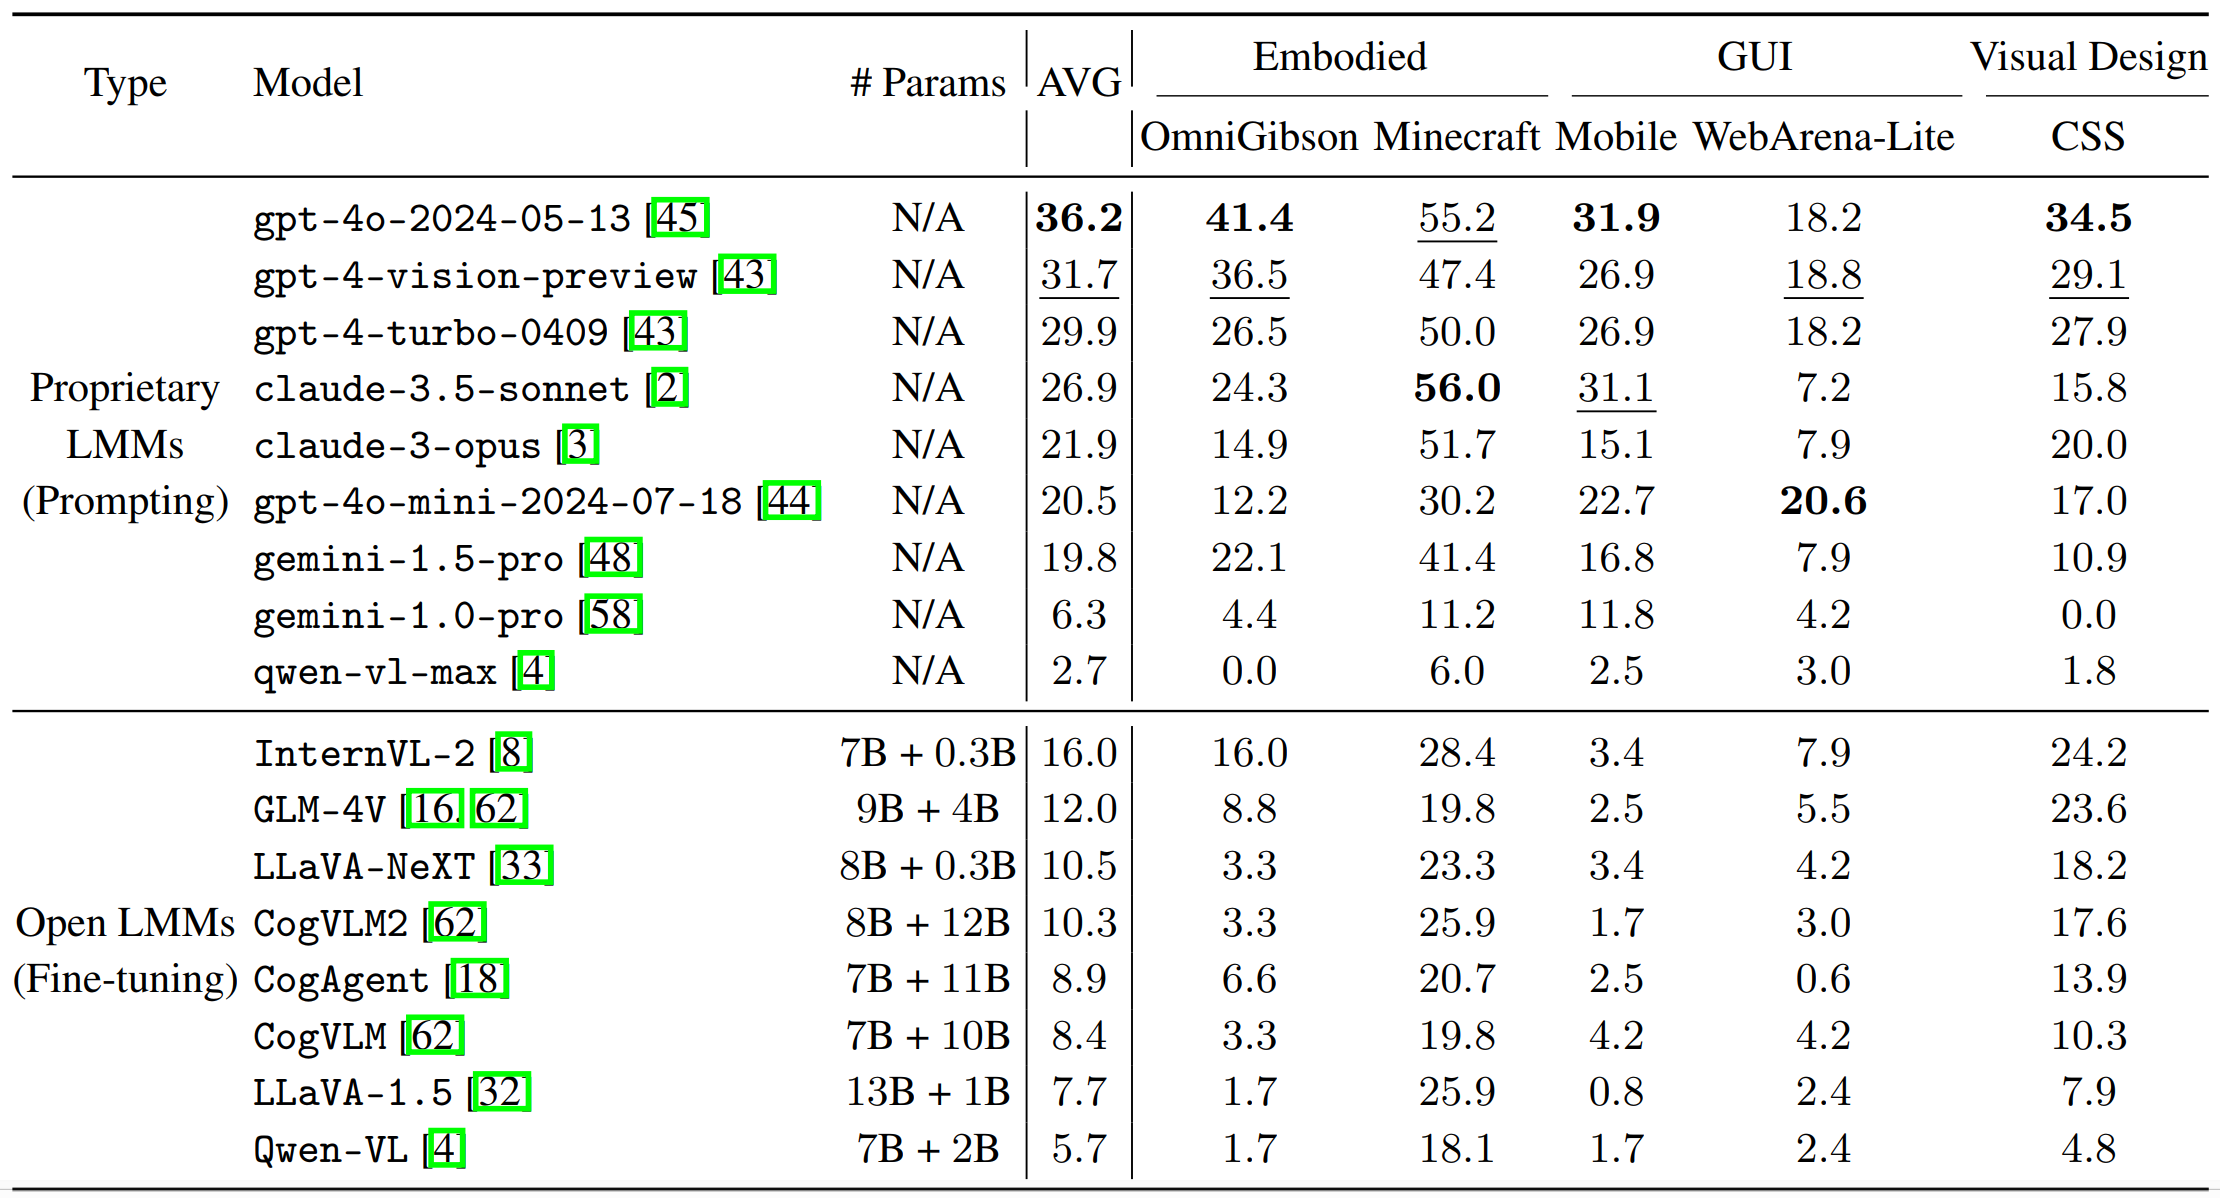 Type Model # Params AVG Embodied GUI Visual Design
OmniGibson Minecraft Mobile WebArena-Lite CSS
Proprietary LMMs (Prompting)
gpt-4o-2024-05-13 [45] N/A 36.2 41.4 55.2 31.9 18.2 34.5
gpt-4-vision-preview [43] N/A 31.7 36.5 47.4 26.9 18.8 29.1
gpt-4-turbo-0409 [43] N/A 29.9 26.5 50.0 26.9 18.2 27.9
claude-3.5-sonnet [2] N/A 26.9 24.3 56.0 31.1 7.2 15.8
claude-3-opus [3] N/A 21.9 14.9 51.7 15.1 7.9 20.0
gpt-4o-mini-2024-07-18 [44] N/A 20.5 12.2 30.2 22.7 20.6 17.0
gemini-1.5-pro [48] N/A 19.8 22.1 41.4 16.8 7.9 10.9
gemini-1.0-pro [58] N/A 6.3 4.4 11.2 11.8 4.2 0.0
qwen-vl-max [4] N/A 2.7 0.0 6.0 2.5 3.0 1.8
Open LMMs (Fine-tuning)
InternVL-2 [8] 7B + 0.3B 16.0 16.0 28.4 3.4 7.9 24.2
GLM-4V [16, 62] 9B + 4B 12.0 8.8 19.8 2.5 5.5 23.6
LLaVA-NeXT [33] 8B + 0.3B 10.5 3.3 23.3 3.4 4.2 18.2
CogVLM2 [62] 8B + 12B 10.3 3.3 25.9 1.7 3.0 17.6
CogAgent [18] 7B + 11B 8.9 6.6 20.7 2.5 0.6 13.9
CogVLM [62] 7B + 10B 8.4 3.3 19.8 4.2 4.2 10.3
LLaVA-1.5 [32] 13B + 1B 7.7 1.7 25.9 0.8 2.4 7.9
Qwen-VL [4] 7B + 2B 5.7 1.7 18.1 1.7 2.4 4.8